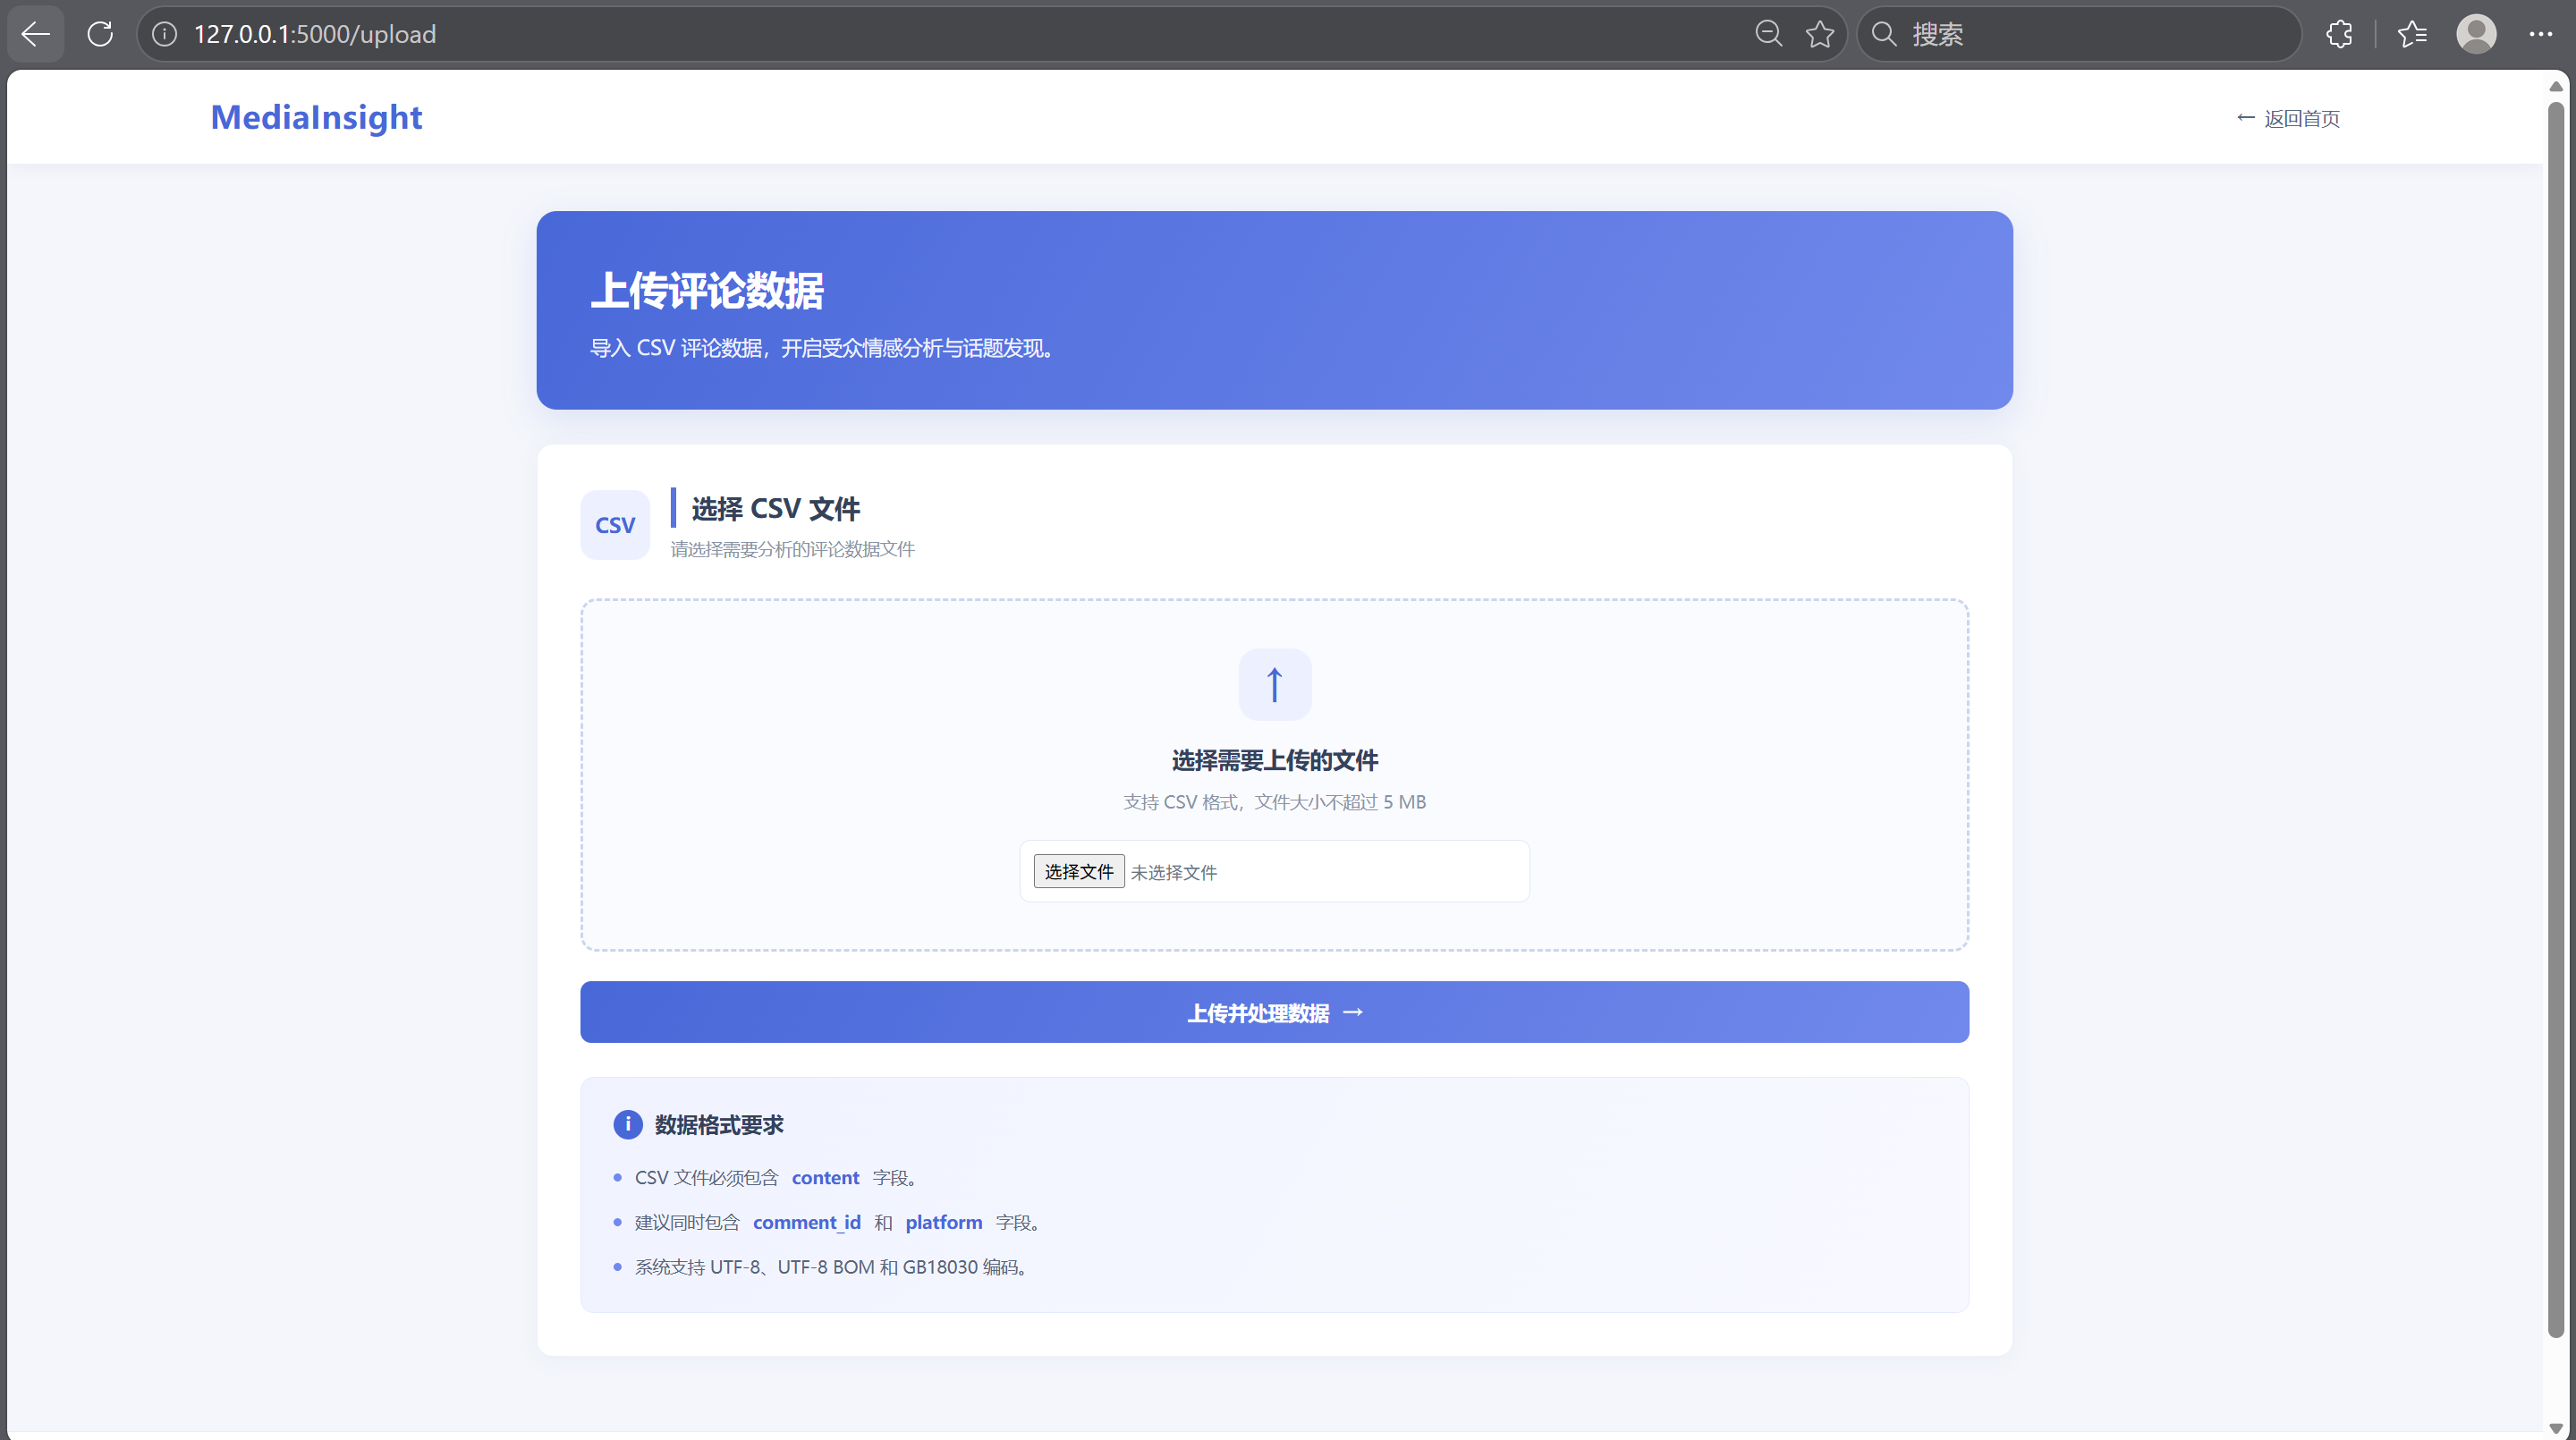 127.0.0.1:5000/upload
搜索
MediaInsight
← 返回首页
上传评论数据
导入 CSV 评论数据，开启受众情感分析与话题发现。
CSV
选择 CSV 文件
请选择需要分析的评论数据文件
↑
选择需要上传的文件
支持 CSV 格式，文件大小不超过 5 MB
选择文件 未选择文件
上传并处理数据 →
i 数据格式要求
CSV 文件必须包含 content 字段。
建议同时包含 comment_id 和 platform 字段。
系统支持 UTF-8、UTF-8 BOM 和 GB18030 编码。